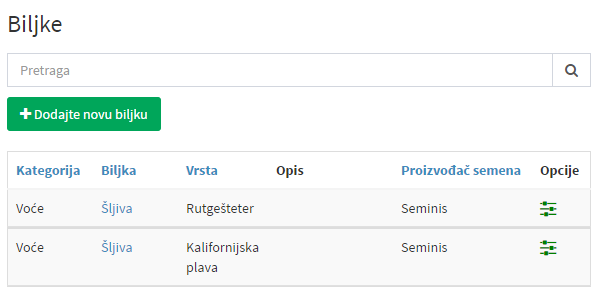 Biljke
Pretraga
Dodajte novu biljku
Kategorija Biljka Vrsta Opis Proizvođač semena Opcije
Voće Šljiva Rutgešteter Seminis
Voće Šljiva Kalifornijska Seminis
plava